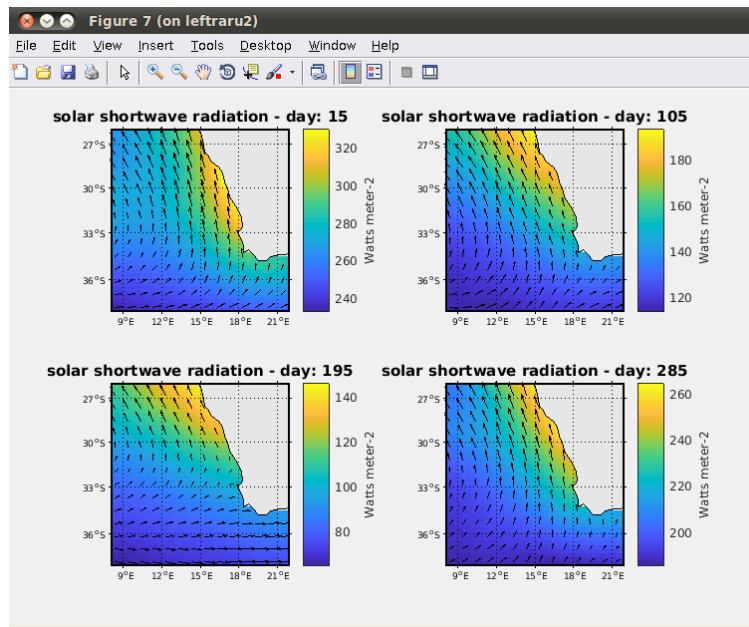 Figure 7 (on leftraru2)
File Edit View Insert Tools Desktop Window Help
solar shortwave radiation - day: 15
27°S
30°S
33°S
36°S
9°E 12°E 15°E 18°E 21°E
320
300
280
260
240
Watts meter-2
solar shortwave radiation - day: 105
27°S
30°S
33°S
36°S
9°E 12°E 15°E 18°E 21°E
180
160
140
120
Watts meter-2
solar shortwave radiation - day: 195
27°S
30°S
33°S
36°S
9°E 12°E 15°E 18°E 21°E
140
120
100
80
Watts meter-2
solar shortwave radiation - day: 285
27°S
30°S
33°S
36°S
9°E 12°E 15°E 18°E 21°E
260
240
220
200
Watts meter-2